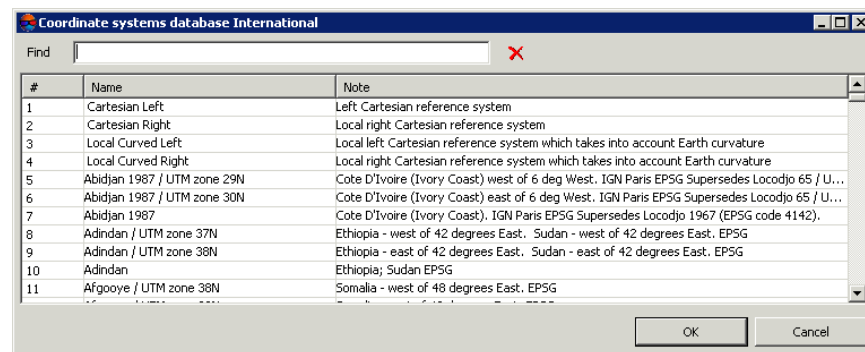 Coordinate systems database International
Find
# Name Note
1 Cartesian Left Left Cartesian reference system
2 Cartesian Right Local right Cartesian reference system
3 Local Curved Left Local left Cartesian reference system which takes into account Earth curvature
4 Local Curved Right Local right Cartesian reference system which takes into account Earth curvature
5 Abidjan 1987 / UTM zone 29N Cote D'Ivoire (Ivory Coast) west of 6 deg West. IGN Paris EPSG Supersedes Locodjo 65 / U...
6 Abidjan 1987 / UTM zone 30N Cote D'Ivoire (Ivory Coast) east of 6 deg West. IGN Paris EPSG Supersedes Locodjo 65 / U...
7 Abidjan 1987 Cote D'Ivoire (Ivory Coast). IGN Paris EPSG Supersedes Locodjo 1967 (EPSG code 4142).
8 Adindan / UTM zone 37N Ethiopia - west of 42 degrees East. Sudan - west of 42 degrees East. EPSG
9 Adindan / UTM zone 38N Ethiopia - east of 42 degrees East. Sudan - east of 42 degrees East. EPSG
10 Adindan Ethiopia; Sudan EPSG
11 Afgooye / UTM zone 38N Somalia - west of 48 degrees East. EPSG
OK Cancel